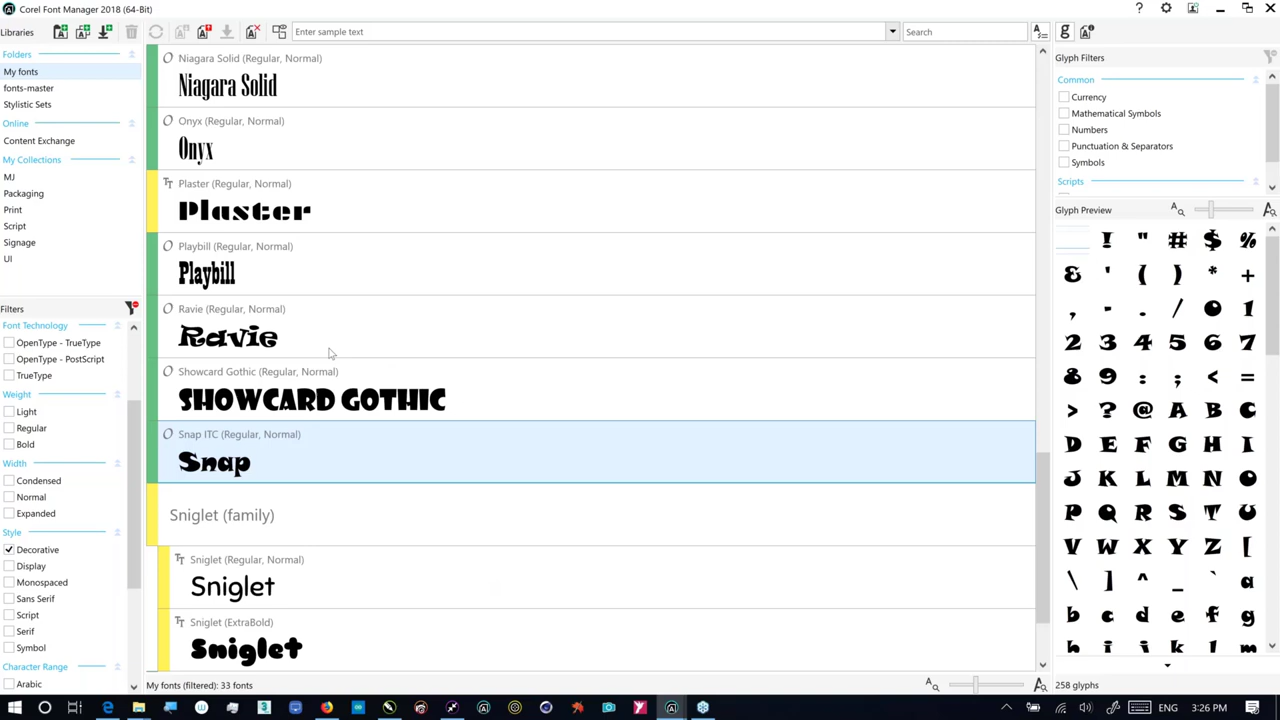 Corel Font Manager 2018 (64-Bit)
Libraries
Enter sample text
Search
Folders
My fonts
fonts-master
Stylistic Sets
Online
Content Exchange
My Collections
MJ
Packaging
Print
Script
Signage
UI
Filters
Font Technology
OpenType - TrueType
OpenType - PostScript
TrueType
Weight
Light
Regular
Bold
Width
Condensed
Normal
Expanded
Style
Decorative
Display
Monospaced
Sans Serif
Script
Serif
Symbol
Character Range
Arabic
Niagara Solid (Regular, Normal)
Niagara Solid
Onyx (Regular, Normal)
Onyx
Plaster (Regular, Normal)
Plaster
Playbill (Regular, Normal)
Playbill
Ravie (Regular, Normal)
Ravie
Showcard Gothic (Regular, Normal)
SHOWCARD GOTHIC
Snap ITC (Regular, Normal)
Snap
Sniglet (family)
Sniglet (Regular, Normal)
Sniglet
Sniglet (ExtraBold)
Sniglet
My fonts (filtered): 33 fonts
Glyph Filters
Common
Currency
Mathematical Symbols
Numbers
Punctuation & Separators
Symbols
Scripts
Glyph Preview
! " # $ %
& ' ( ) * +
, - . / 0 1
2 3 4 5 6 7
8 9 : ; < =
> ? @ A B C
D E F G H I
J K L M N O
P Q R S T U
V W X Y Z [
\ ] ^ _ ` a
b c d e f g
h i j k l m
258 glyphs
ENG
3:26 PM